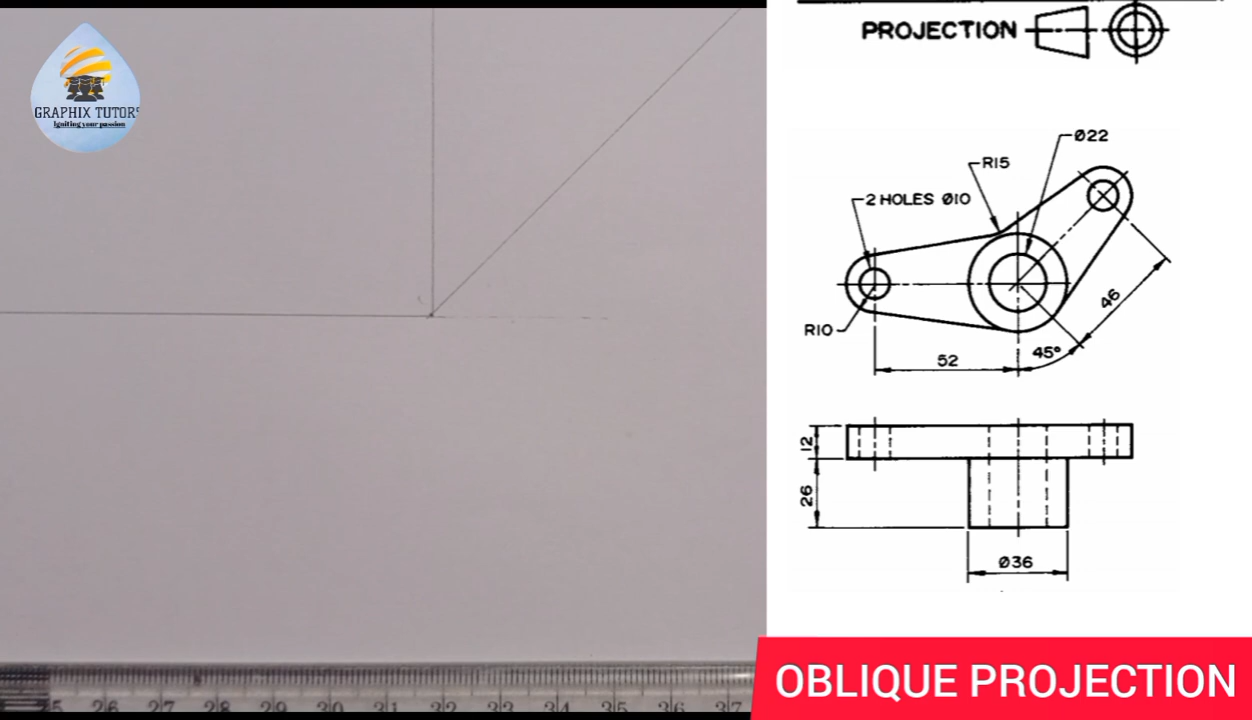 GRAPHIX TUTORS
Igniting your passion
PROJECTION
Ø22
R15
2 HOLES Ø10
R10
46
52
45°
12
26
Ø36
26 27 28 29 30 31 32 33 34 35 36 37
OBLIQUE PROJECTION